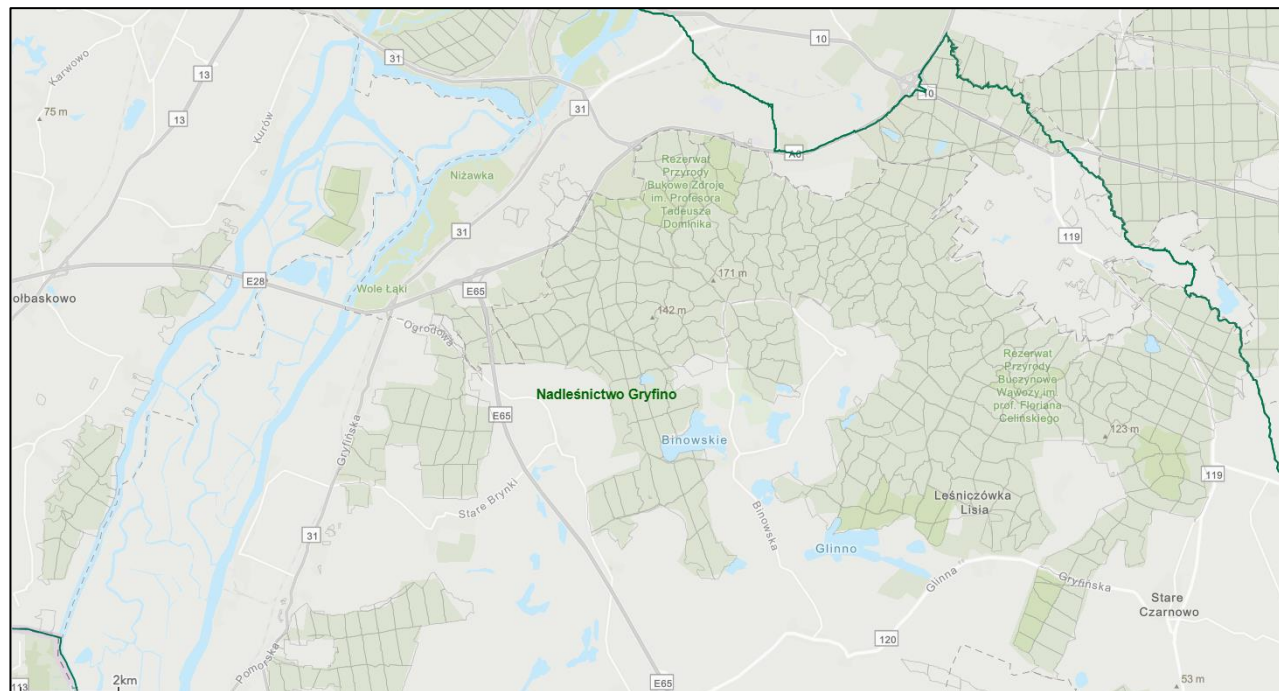 Karwowo
13
31
10
75 m
13
Kurów
31
10
A6
Rezerwat
Przyrody
Bukowe Zdroje
im. Profesora
Tadeusza
Dominika
Niżawka
31
119
171 m
E28
Wole Łąki
E65
ołbaskowo
142 m
Ogrodowa
Rezerwat
Przyrody
Buczynowe
Wąwozy im.
prof. Floriana
Celińskiego
Nadleśnictwo Gryfino
E65
Binowskie
123 m
Gryfińska
119
Leśniczówka
Lisia
Stare Brynki
Binowska
31
Glinno
Glinna
Gryfińska
Stare
Czarnowo
120
Pomorska
2km
E65
53 m
113